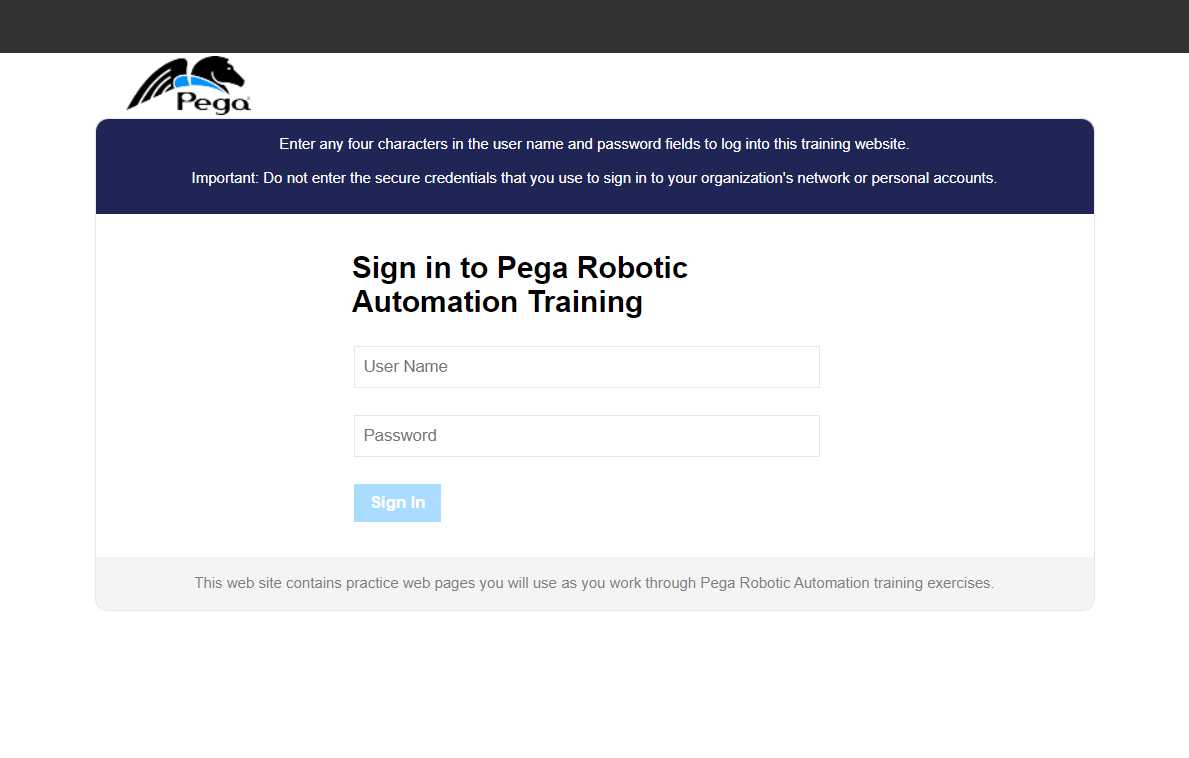 Pega
Enter any four characters in the user name and password fields to log into this training website.
Important: Do not enter the secure credentials that you use to sign in to your organization's network or personal accounts.
Sign in to Pega Robotic
Automation Training
User Name
Password
Sign In
This web site contains practice web pages you will use as you work through Pega Robotic Automation training exercises.